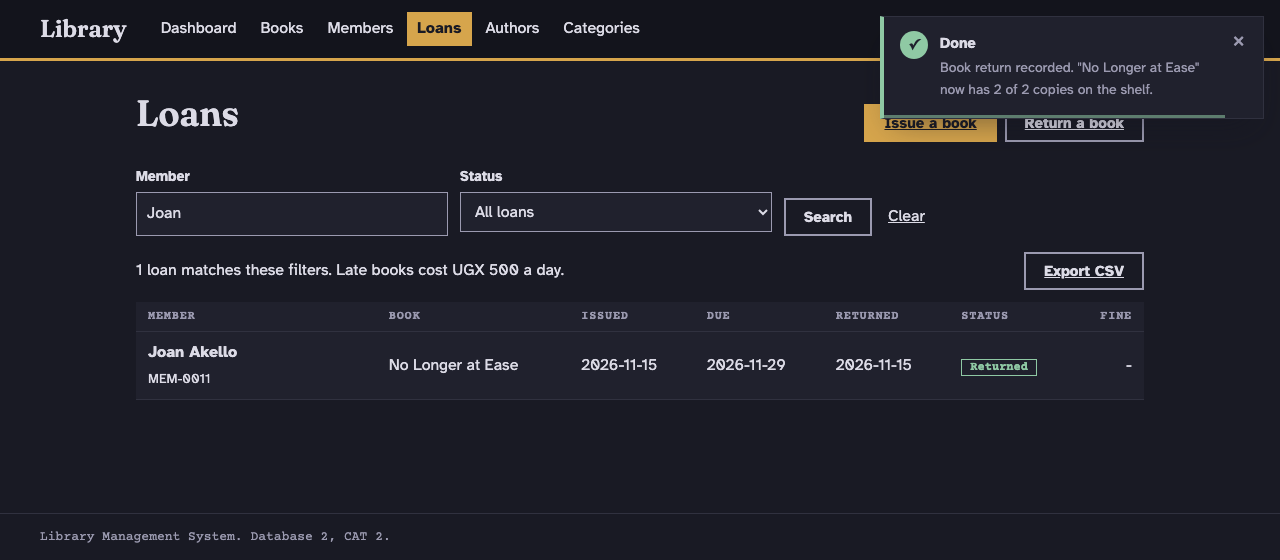 Library
Dashboard Books Members Loans Authors Categories
Done
Book return recorded. "No Longer at Ease"
now has 2 of 2 copies on the shelf.
Loans
Issue a book Return a book
Member Status
Joan All loans Search Clear
1 loan matches these filters. Late books cost UGX 500 a day. Export CSV
MEMBER BOOK ISSUED DUE RETURNED STATUS FINE
Joan Akello
MEM-0011
No Longer at Ease 2026-11-15 2026-11-29 2026-11-15 Returned -
Library Management System. Database 2, CAT 2.